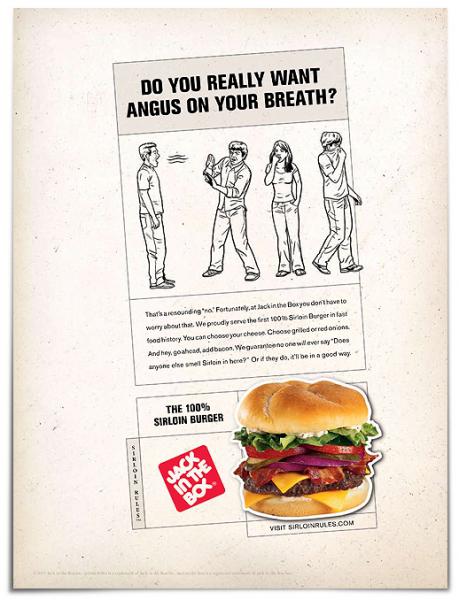 DO YOU REALLY WANT
ANGUS ON YOUR BREATH?
That's a resounding "no." Fortunately, at Jack in the Box you don't have to
worry about that. We proudly serve the first 100% Sirloin Burger in fast
food history. You can choose your cheese. Choose grilled or red onions.
And hey, go ahead, add bacon. We guarantee no one will ever say "Does
anyone else smell Sirloin in here?" Or if they do, it'll be in a good way.
THE 100%
SIRLOIN BURGER
SIRLOIN RULES™
JACK
IN THE
BOX®
VISIT SIRLOINRULES.COM